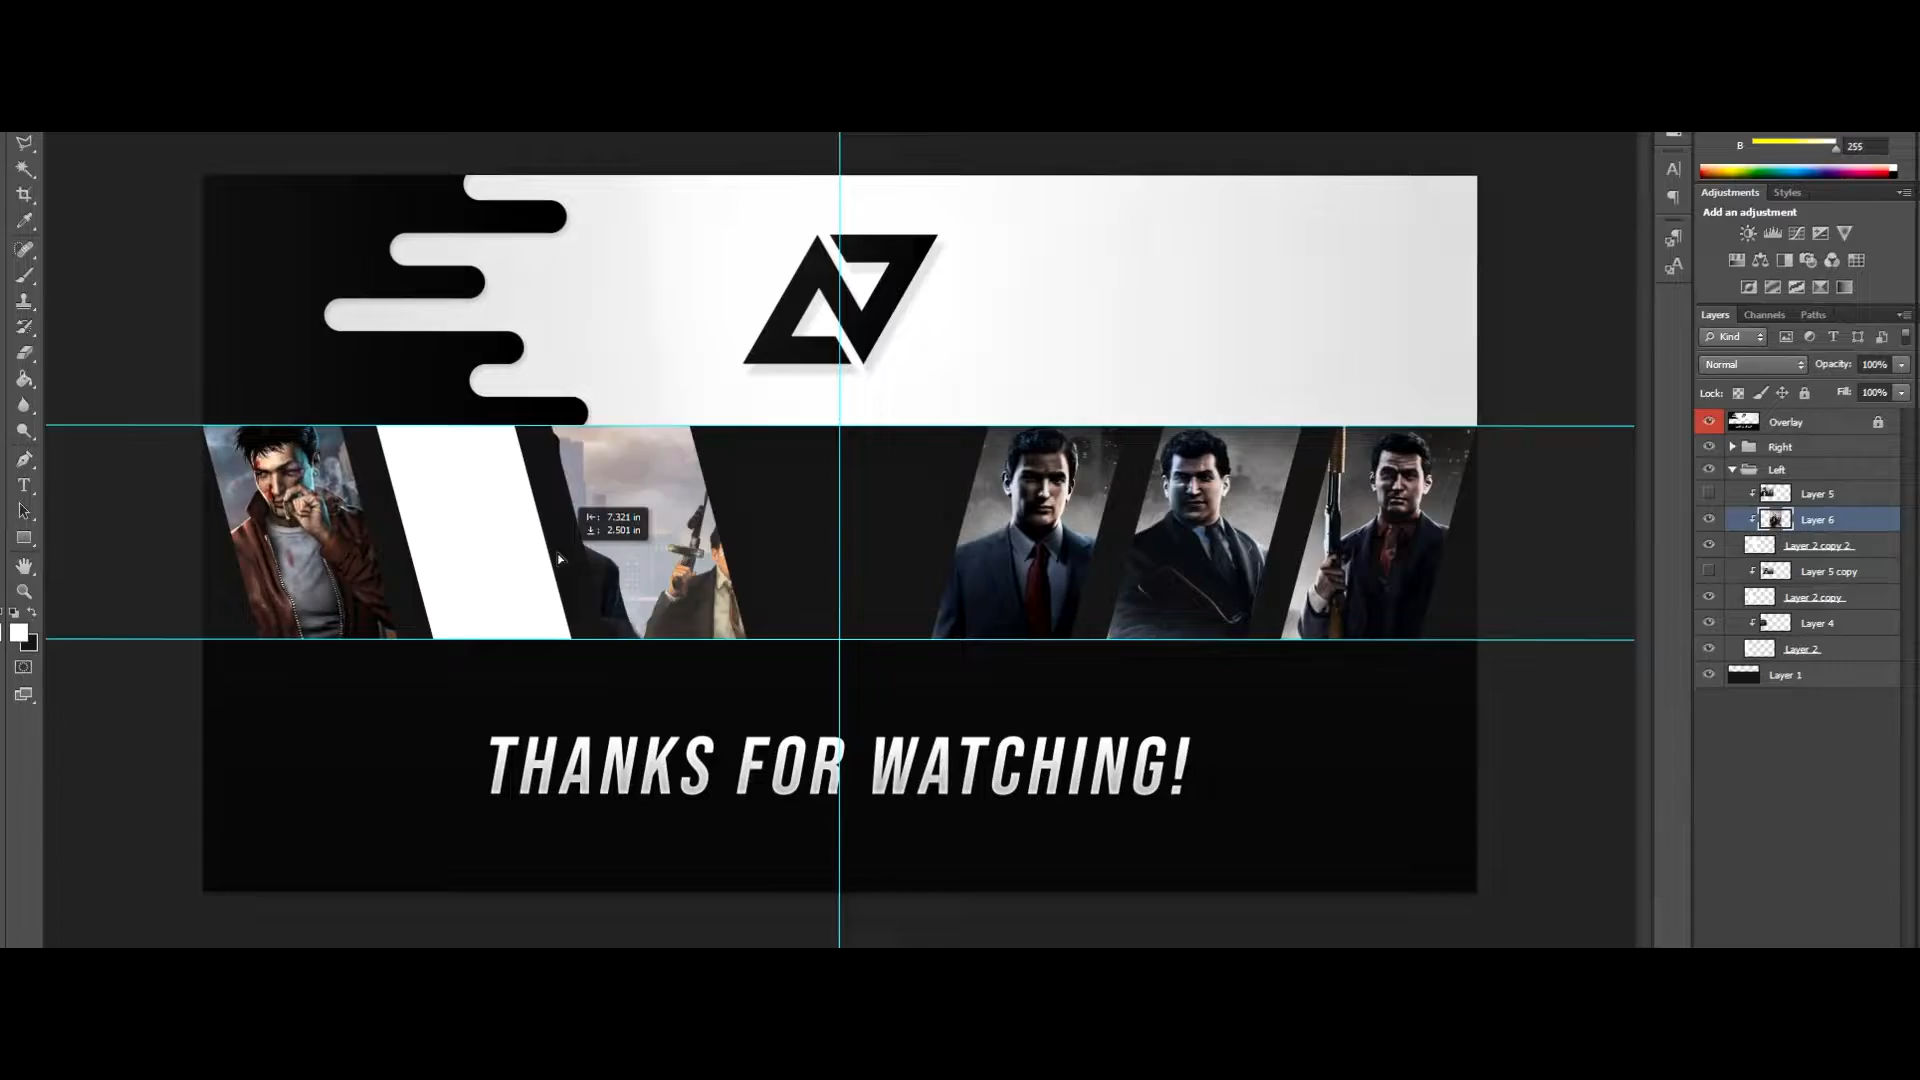 B 255
Adjustments Styles
Add an adjustment
Layers Channels Paths
Kind
Normal Opacity: 100%
Lock: Fill: 100%
Overlay
Right
Left
Layer 5
Layer 6
Layer 2 copy 2
Layer 5 copy
Layer 2 copy
Layer 4
Layer 2
Layer 1
7.321 in
2.501 in
THANKS FOR WATCHING!